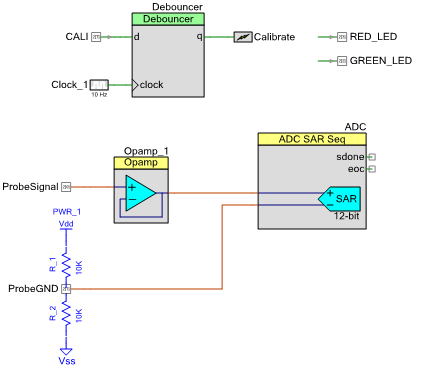 Debouncer
Debouncer
CALI
d
q
Calibrate
RED_LED
GREEN_LED
Clock_1
10 Hz
clock
ADC
ADC SAR Seq
sdone
eoc
SAR
12-bit
Opamp_1
Opamp
ProbeSignal
PWR_1
Vdd
R_1
10K
ProbeGND
R_2
10K
Vss